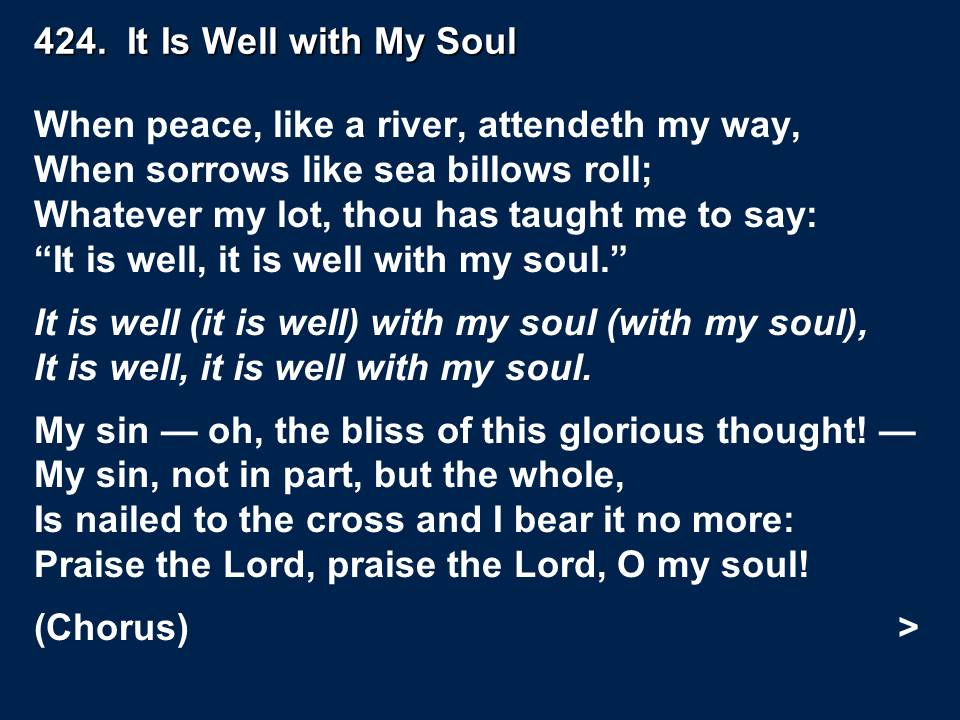 424. It Is Well with My Soul
When peace, like a river, attendeth my way,
When sorrows like sea billows roll;
Whatever my lot, thou has taught me to say:
“It is well, it is well with my soul.”
It is well (it is well) with my soul (with my soul),
It is well, it is well with my soul.
My sin — oh, the bliss of this glorious thought! —
My sin, not in part, but the whole,
Is nailed to the cross and I bear it no more:
Praise the Lord, praise the Lord, O my soul!
(Chorus) >